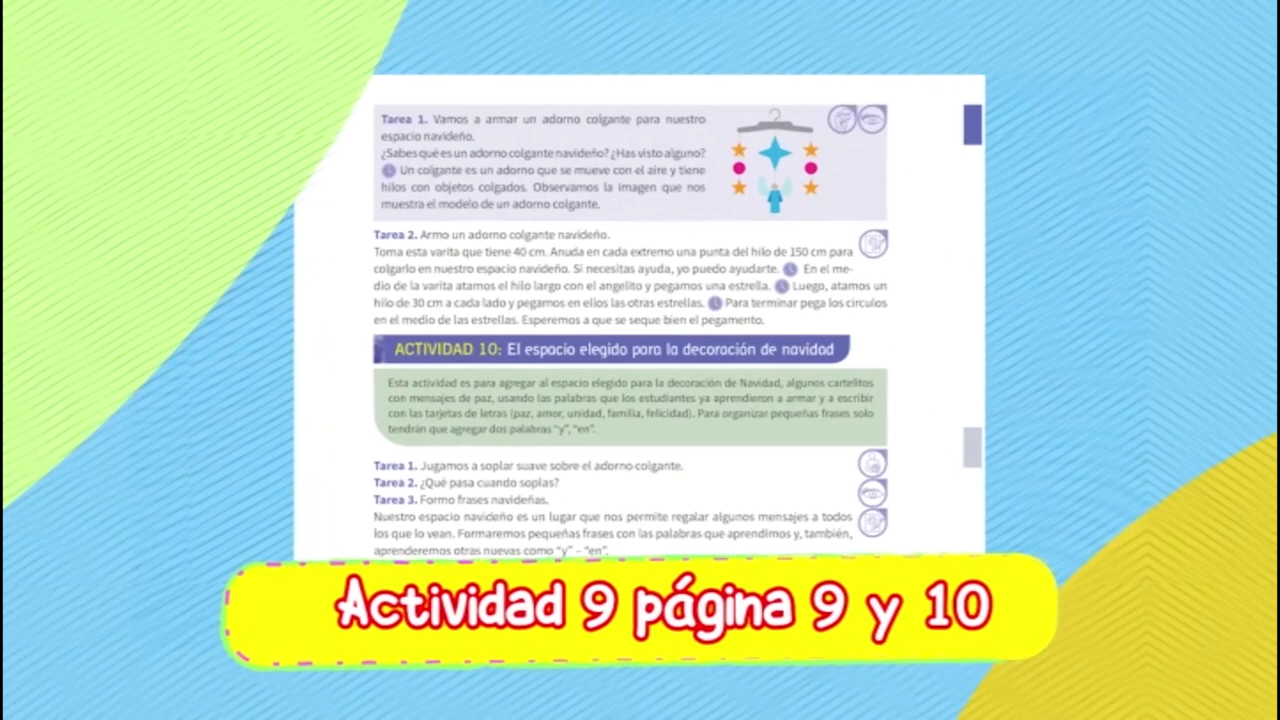 Tarea 1. Vamos a armar un adorno colgante para nuestro
espacio navideño.
¿Sabes qué es un adorno colgante navideño? ¿Has visto alguno?
Un colgante es un adorno que se mueve con el aire y tiene
hilos con objetos colgados. Observamos la imagen que nos
muestra el modelo de un adorno colgante.
Tarea 2. Armo un adorno colgante navideño.
Toma esta varita que tiene 40 cm. Anuda en cada extremo una punta del hilo de 150 cm para
colgarlo en nuestro espacio navideño. Si necesitas ayuda, yo puedo ayudarte. En el me-
dio de la varita atamos el hilo largo con el angelito y pegamos una estrella. Luego, atamos un
hilo de 30 cm a cada lado y pegamos en ellos las otras estrellas. Para terminar pega los círculos
en el medio de las estrellas. Esperemos a que se seque bien el pegamento.
ACTIVIDAD 10: El espacio elegido para la decoración de navidad
Esta actividad es para agregar al espacio elegido para la decoración de Navidad, algunos cartelitos
con mensajes de paz, usando las palabras que los estudiantes ya aprendieron a armar y a escribir
con las tarjetas de letras (paz, amor, unidad, familia, felicidad). Para organizar pequeñas frases solo
tendrán que agregar dos palabras "y", "en".
Tarea 1. Jugamos a soplar suave sobre el adorno colgante.
Tarea 2. ¿Qué pasa cuando soplas?
Tarea 3. Formo frases navideñas.
Nuestro espacio navideño es un lugar que nos permite regalar algunos mensajes a todos
los que lo vean. Formaremos pequeñas frases con las palabras que aprendimos y, también,
aprenderemos otras nuevas como "y" – "en".
Actividad 9 página 9 y 10